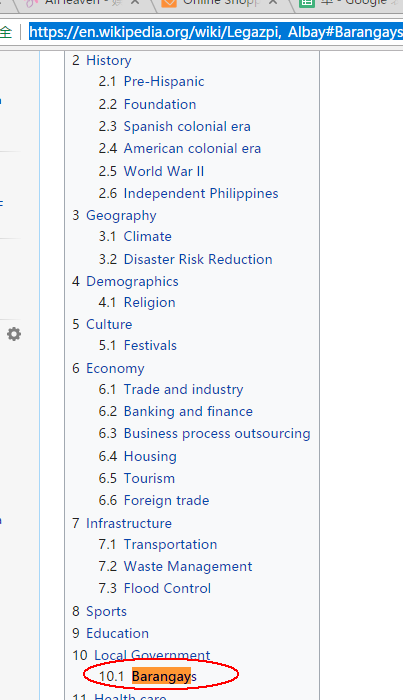 Online Shopp
Google
全 https://en.wikipedia.org/wiki/Legazpi,_Albay#Barangays
2 History
2.1 Pre-Hispanic
2.2 Foundation
2.3 Spanish colonial era
2.4 American colonial era
2.5 World War II
2.6 Independent Philippines
3 Geography
3.1 Climate
3.2 Disaster Risk Reduction
4 Demographics
4.1 Religion
5 Culture
5.1 Festivals
6 Economy
6.1 Trade and industry
6.2 Banking and finance
6.3 Business process outsourcing
6.4 Housing
6.5 Tourism
6.6 Foreign trade
7 Infrastructure
7.1 Transportation
7.2 Waste Management
7.3 Flood Control
8 Sports
9 Education
10 Local Government
10.1 Barangays
11 Health care